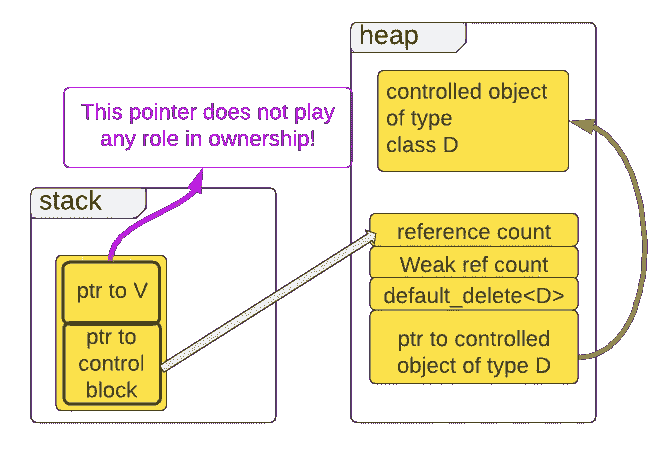 heap
controlled object
of type
class D
This pointer does not play
any role in ownership!
stack
reference count
Weak ref count
default_delete<D>
ptr to controlled
object of type D
ptr to V
ptr to
control
block